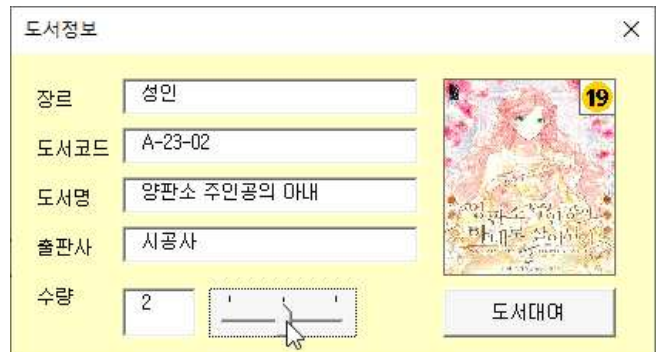 도서정보
장르 성인
도서코드 A-23-02
도서명 양판소 주인공의 아내
출판사 시공사
수량 2
19
도서대여